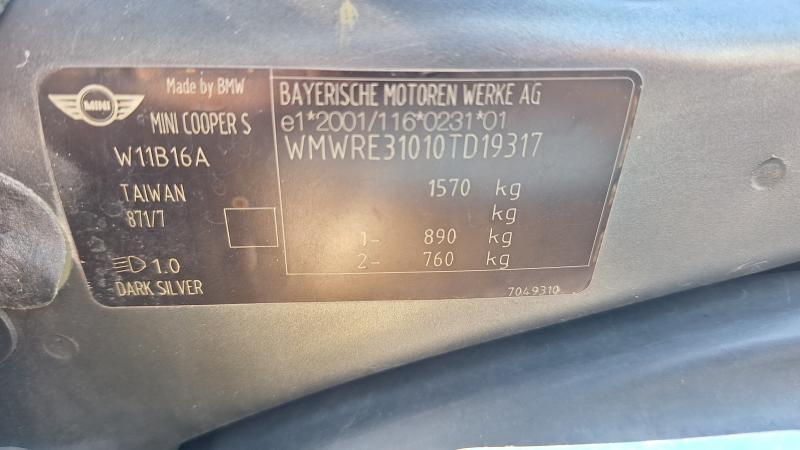 MINI
Made by BMW
MINI COOPER S
W11B16A
TAIWAN
871/7
1.0
DARK SILVER
BAYERISCHE MOTOREN WERKE AG
e1*2001/116*0231*01
WMWRE31010TD19317
1570 kg
kg
1- 890 kg
2- 760 kg
7049310